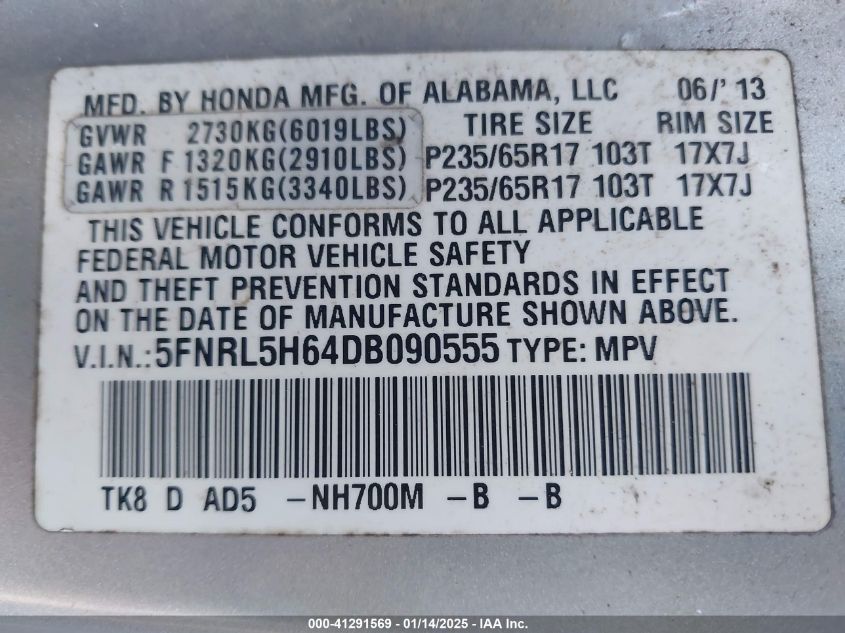 MFD. BY HONDA MFG. OF ALABAMA, LLC 06/'13
GVWR 2730KG(6019LBS) TIRE SIZE RIM SIZE
GAWR F 1320KG(2910LBS) P235/65R17 103T 17X7J
GAWR R 1515KG(3340LBS) P235/65R17 103T 17X7J
THIS VEHICLE CONFORMS TO ALL APPLICABLE
FEDERAL MOTOR VEHICLE SAFETY
AND THEFT PREVENTION STANDARDS IN EFFECT
ON THE DATE OF MANUFACTURE SHOWN ABOVE.
V.I.N.: 5FNRL5H64DB090555 TYPE: MPV
TK8 D AD5 -NH700M -B -B
000-41291569 - 01/14/2025 - IAA Inc.